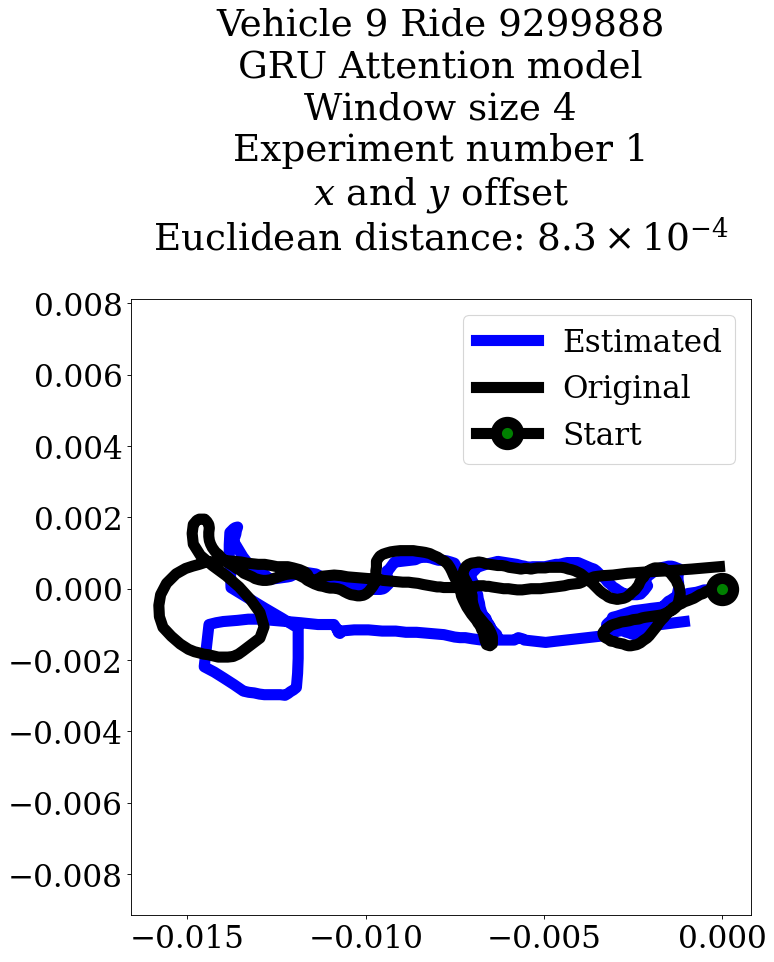 Vehicle 9 Ride 9299888
GRU Attention model
Window size 4
Experiment number 1
x and y offset
Euclidean distance: 8.3 × 10⁻⁴
0.008
0.006
0.004
0.002
0.000
−0.002
−0.004
−0.006
−0.008
Estimated
Original
Start
−0.015 −0.010 −0.005 0.000